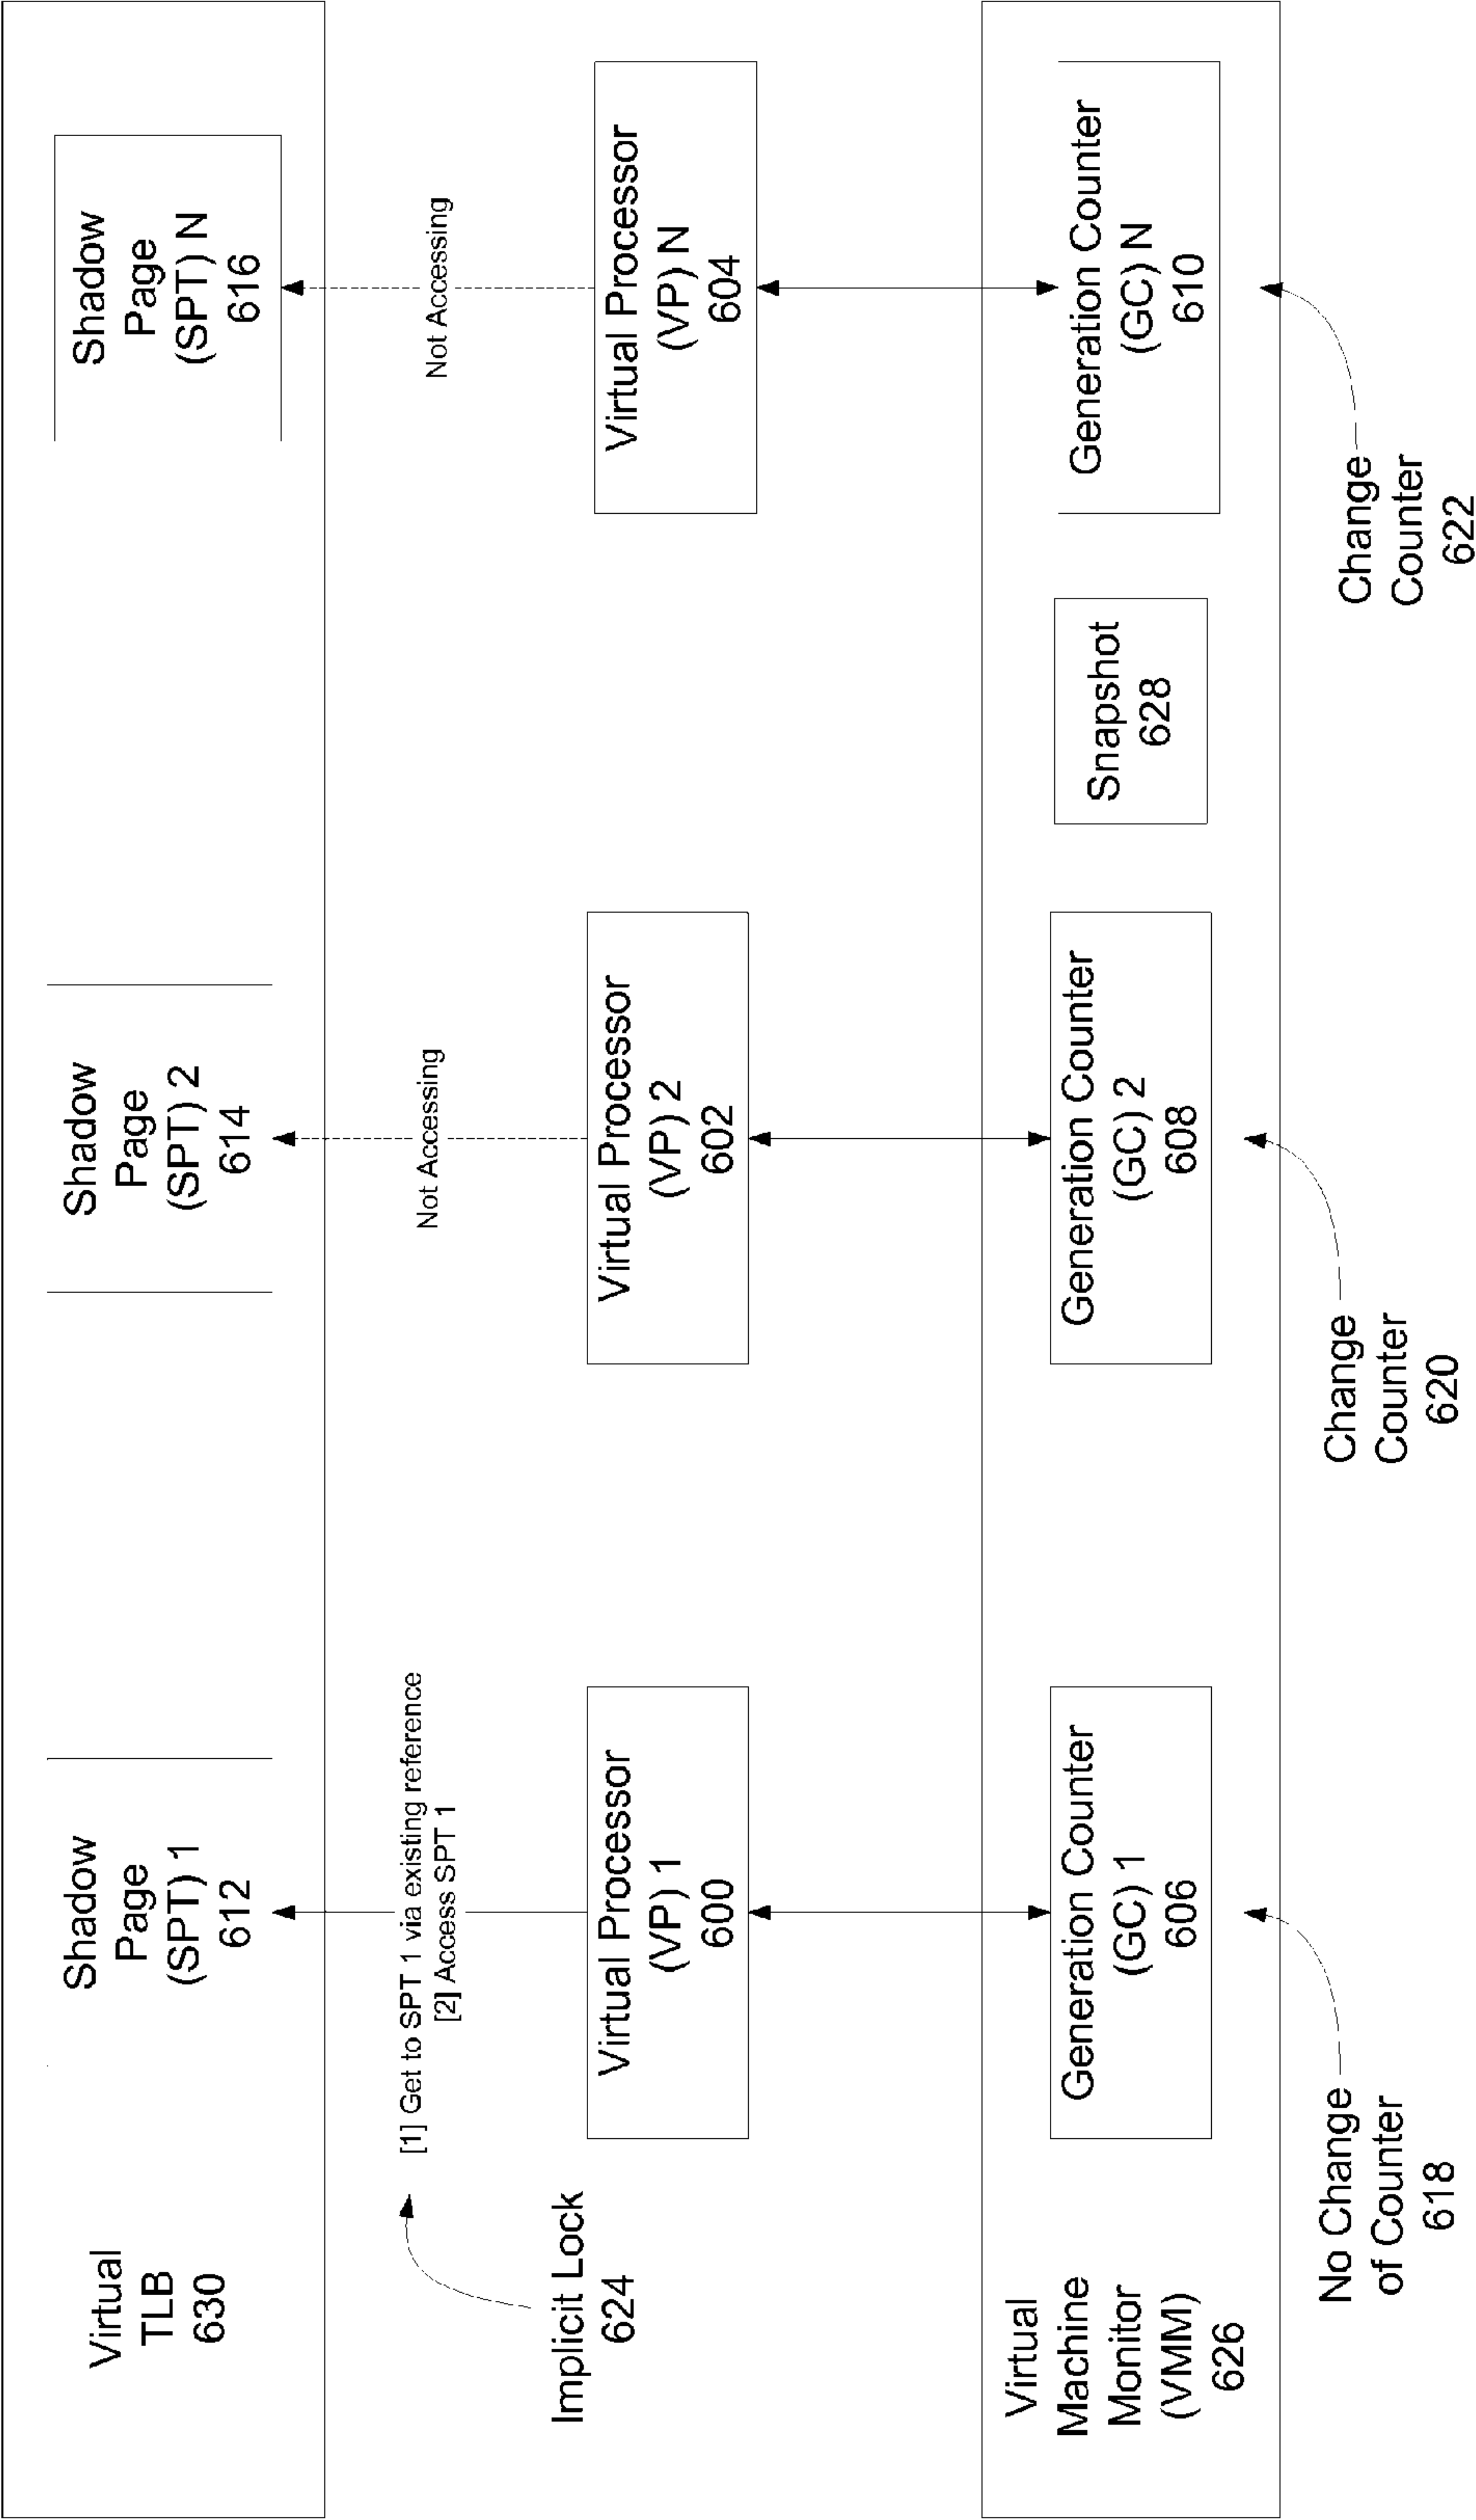 Virtual
TLB
630
Shadow
Page
(SPT) 1
612
Shadow
Page
(SPT) 2
614
Shadow
Page
(SPT) N
616
Implicit Lock
624
[1] Get to SPT 1 via existing reference
[2] Access SPT 1
Not Accessing
Not Accessing
Virtual Processor
(VP) 1
600
Virtual Processor
(VP) 2
602
Virtual Processor
(VP) N
604
Virtual
Machine
Monitor
(VMM)
626
Generation Counter
(GC) 1
606
Generation Counter
(GC) 2
608
Snapshot
628
Generation Counter
(GC) N
610
No Change
of Counter
618
Change
Counter
620
Change
Counter
622